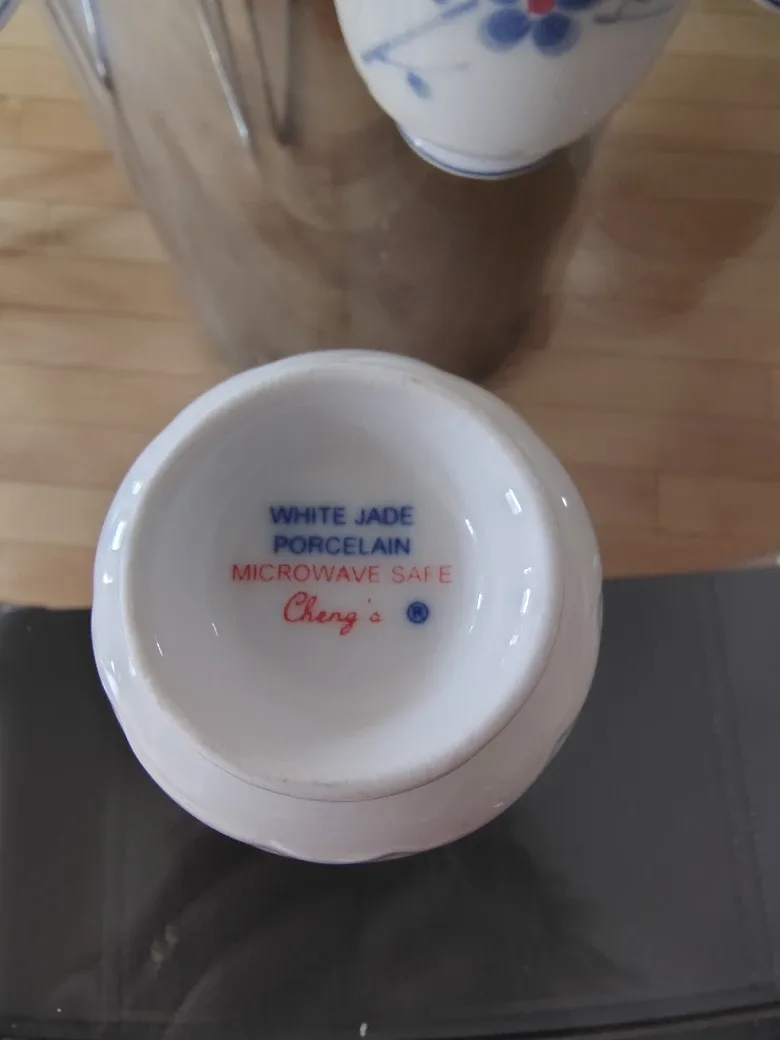 WHITE JADE
PORCELAIN
MICROWAVE SAFE
Cheng's ®